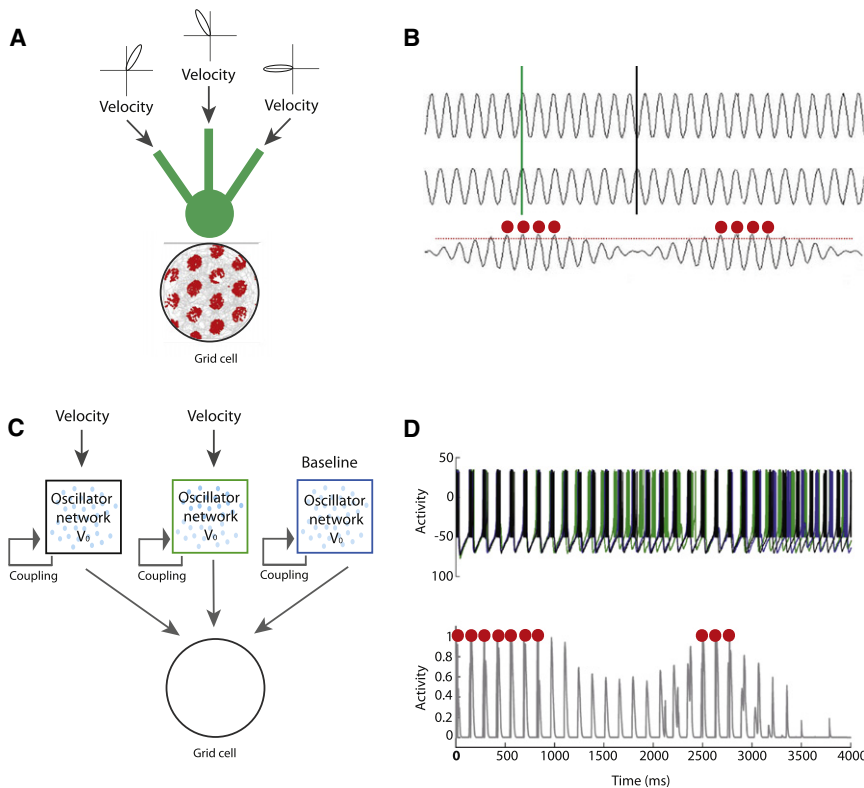 A
Velocity
Velocity
Velocity
Grid cell
B
C
Velocity
Velocity
Baseline
Oscillator
network
V₀
Oscillator
network
V₀
Oscillator
network
V₀
Coupling
Coupling
Coupling
Grid cell
D
50
0
-50
100
Activity
1
0.8
0.6
0.4
0.2
0
Activity
0 500 1000 1500 2000 2500 3000 3500 4000
Time (ms)